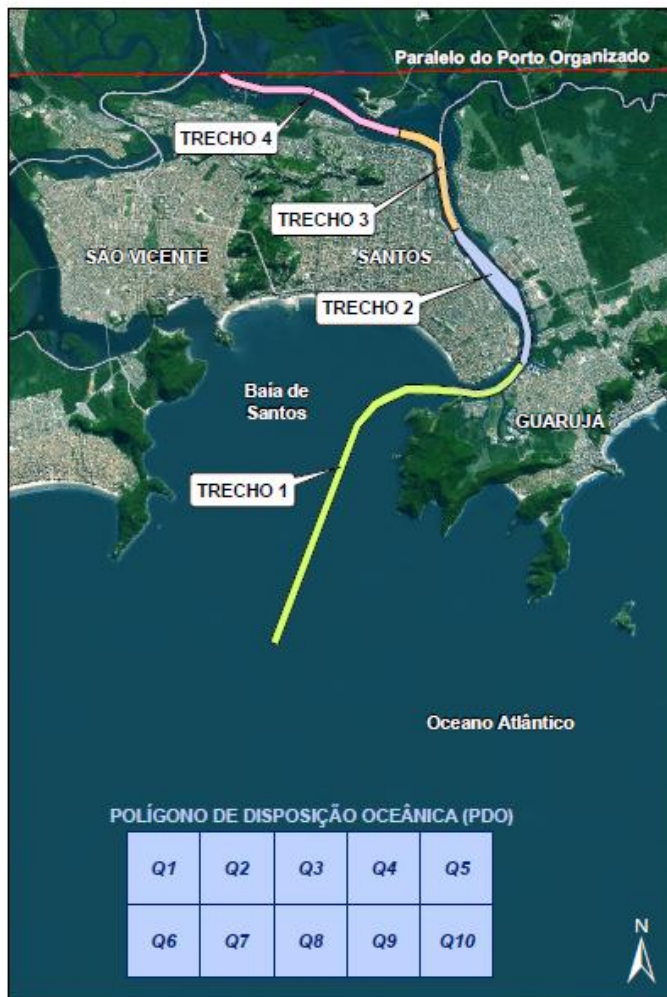 Paralelo do Porto Organizado
TRECHO 4
TRECHO 3
SÃO VICENTE
SANTOS
TRECHO 2
Baía de
Santos
GUARUJÁ
TRECHO 1
Oceano Atlântico
POLÍGONO DE DISPOSIÇÃO OCEÂNICA (PDO)
Q1 Q2 Q3 Q4 Q5
Q6 Q7 Q8 Q9 Q10
N